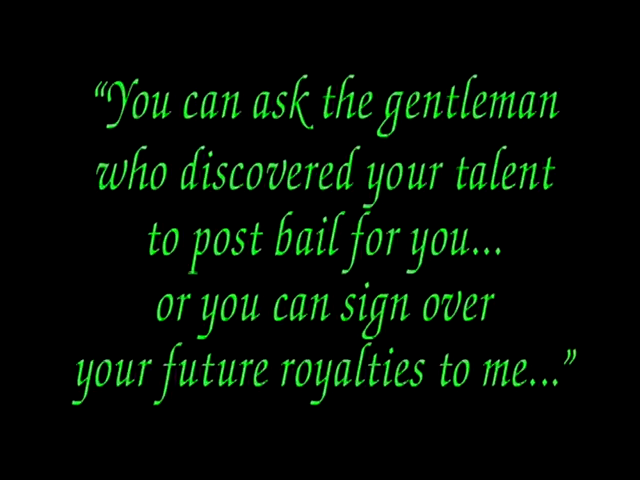 “You can ask the gentleman
who discovered your talent
to post bail for you...
or you can sign over
your future royalties to me...”